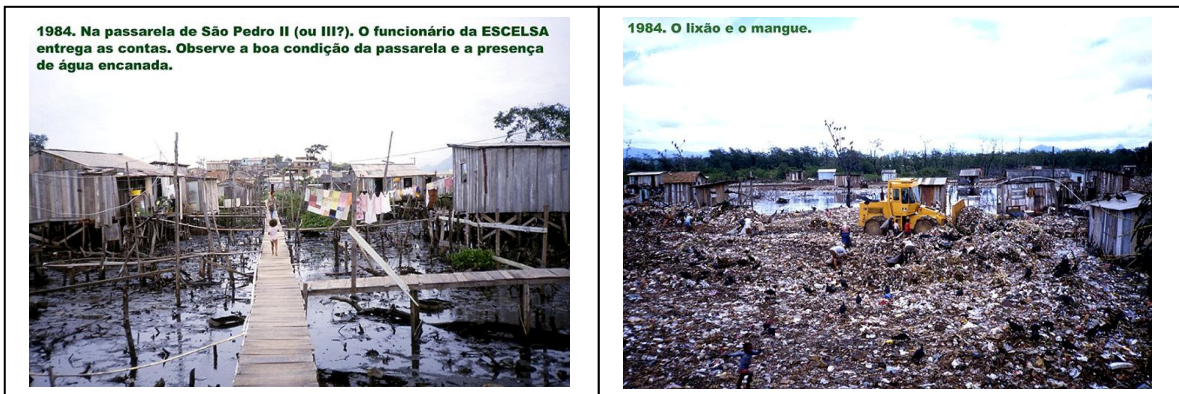 1984. Na passarela de São Pedro II (ou III?). O funcionário da ESCELSA
entrega as contas. Observe a boa condição da passarela e a presença
de água encanada.
1984. O lixão e o mangue.